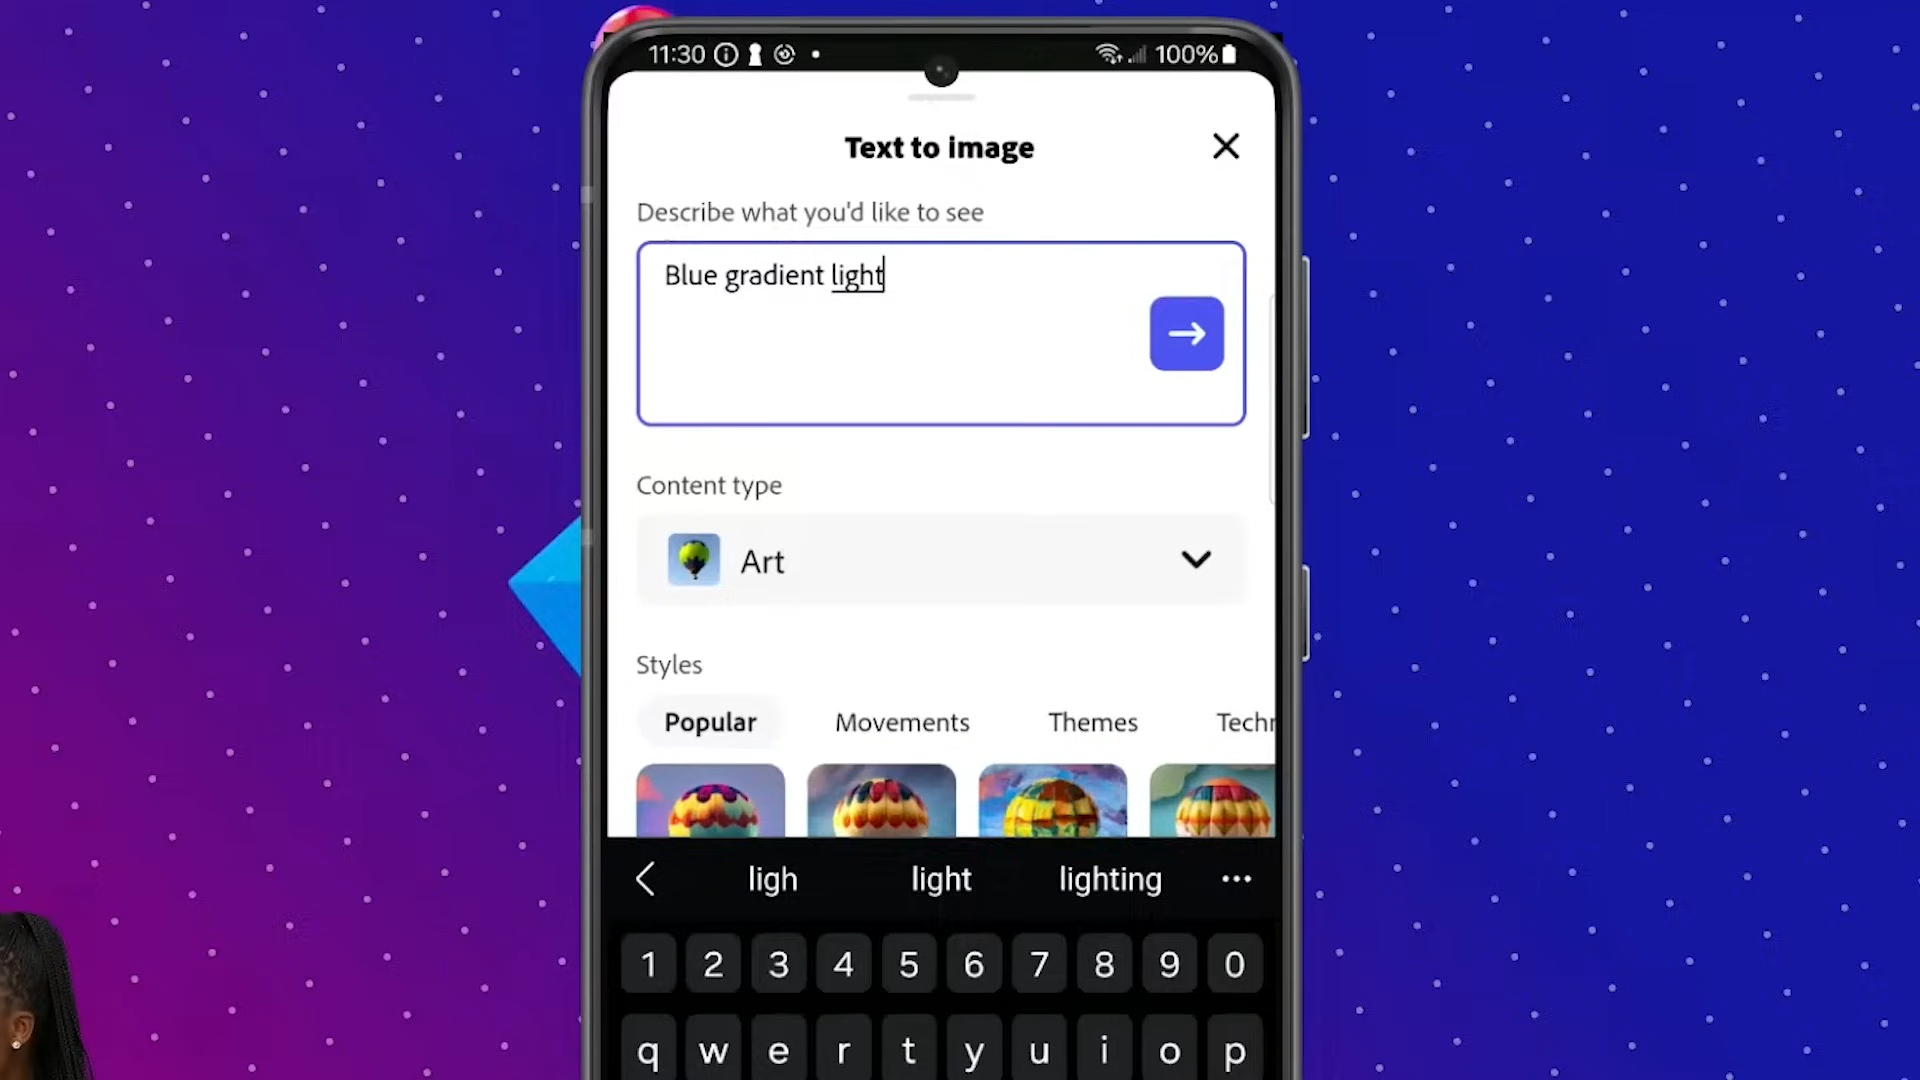 11:30 100%
Text to image
Describe what you'd like to see
Blue gradient light
Content type
Art
Styles
Popular Movements Themes Techn
ligh light lighting
1 2 3 4 5 6 7 8 9 0
q w e r t y u i o p